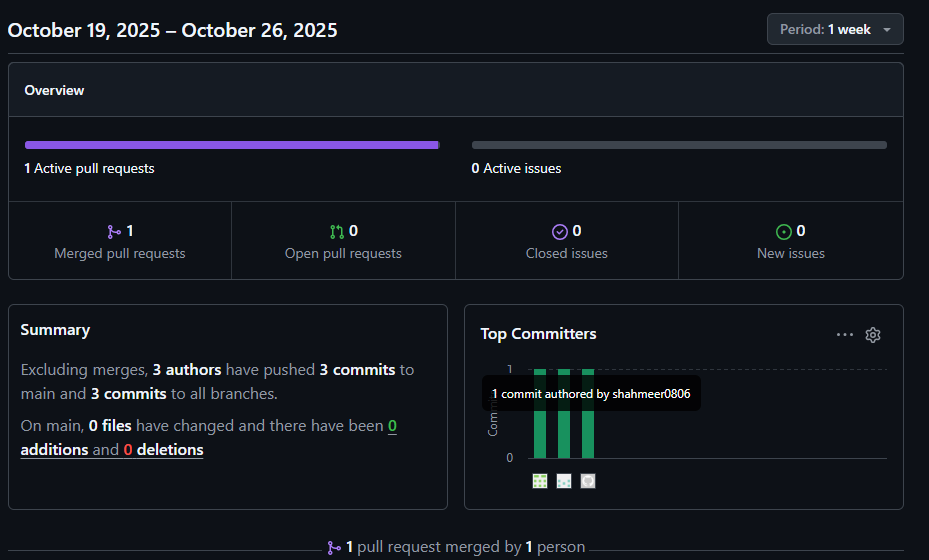 October 19, 2025 – October 26, 2025
Period: 1 week
Overview
1 Active pull requests
0 Active issues
1
Merged pull requests
0
Open pull requests
0
Closed issues
0
New issues
Summary
Excluding merges, 3 authors have pushed 3 commits to
main and 3 commits to all branches.
On main, 0 files have changed and there have been 0
additions and 0 deletions
Top Committers
1
1 commit authored by shahmeer0806
0
1 pull request merged by 1 person